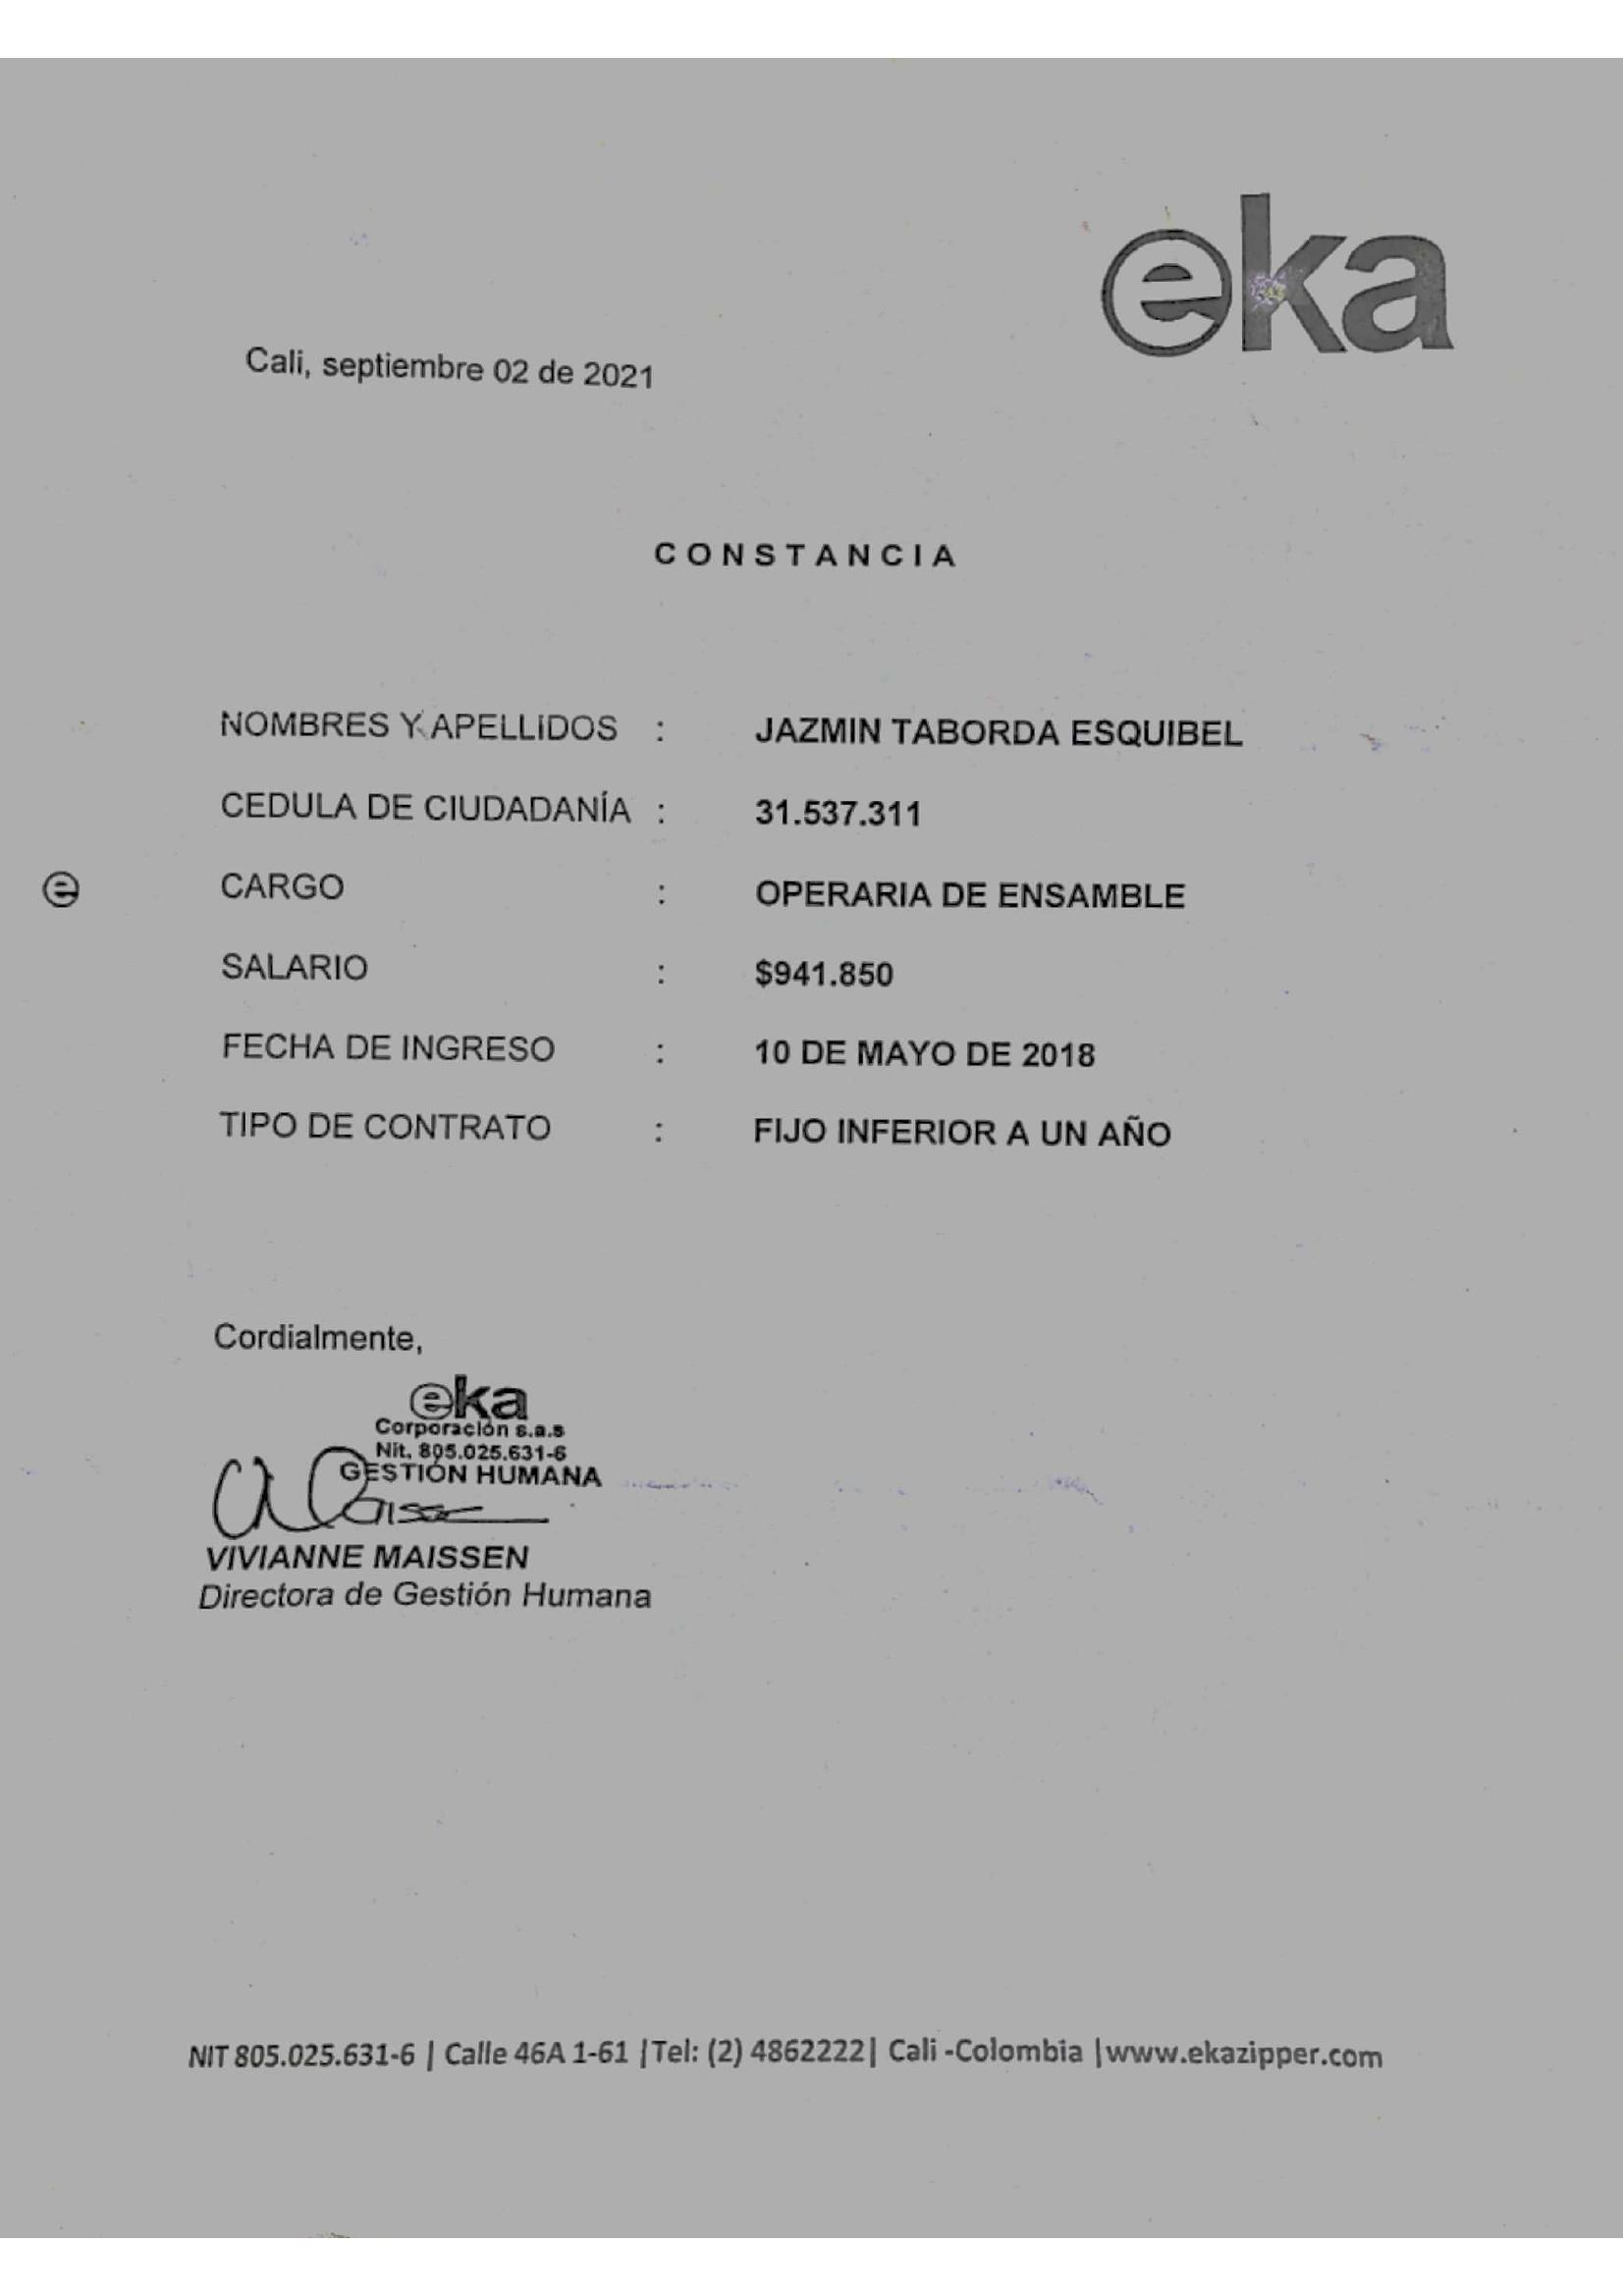 eka
Cali, septiembre 02 de 2021
CONSTANCIA
NOMBRES Y APELLIDOS : JAZMIN TABORDA ESQUIBEL
CEDULA DE CIUDADANÍA : 31.537.311
e
CARGO : OPERARIA DE ENSAMBLE
SALARIO : $941.850
FECHA DE INGRESO : 10 DE MAYO DE 2018
TIPO DE CONTRATO : FIJO INFERIOR A UN AÑO
Cordialmente,
eka
Corporación s.a.s
Nit. 805.025.631-6
GESTIÓN HUMANA
VIVIANNE MAISSEN
Directora de Gestión Humana
NIT 805.025.631-6 | Calle 46A 1-61 |Tel: (2) 4862222| Cali -Colombia |www.ekazipper.com